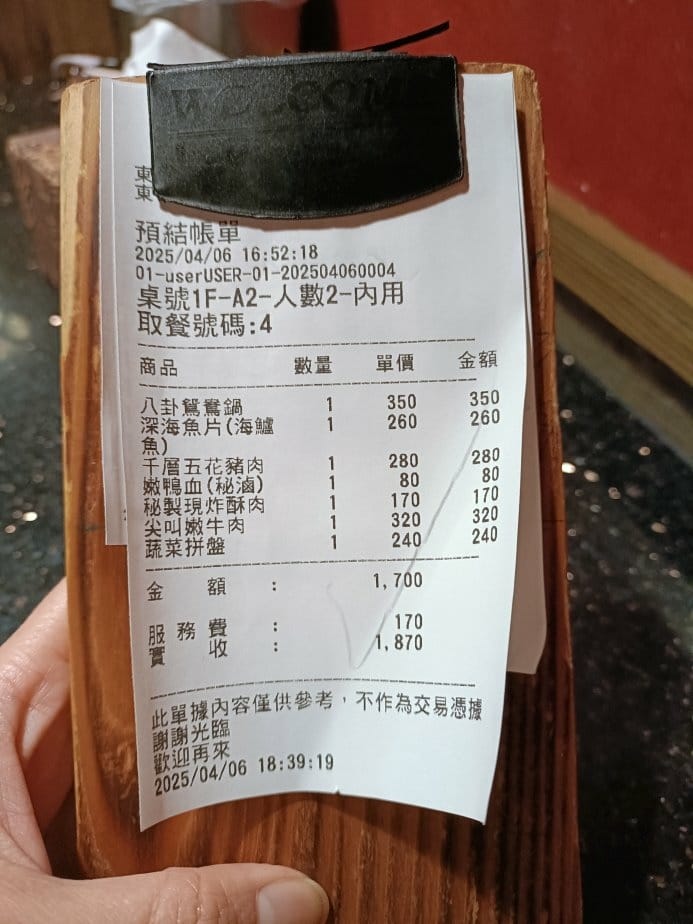 WELCOME
東
東
預結帳單
2025/04/06 16:52:18
01-userUSER-01-202504060004
桌號1F-A2-人數2-內用
取餐號碼:4
商品 數量 單價 金額
八卦鴛鴦鍋 1 350 350
深海魚片(海鱸 1 260 260
魚)
千層五花豬肉 1 280 280
嫩鴨血(秘滷) 1 80 80
秘製現炸酥肉 1 170 170
尖叫嫩牛肉 1 320 320
蔬菜拼盤 1 240 240
金 額 : 1,700
服務費 : 170
實 收 : 1,870
此單據內容僅供參考,不作為交易憑據
謝謝光臨
歡迎再來
2025/04/06 18:39:19